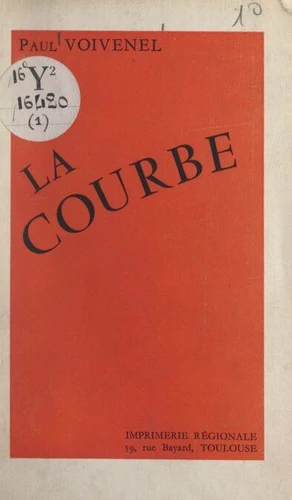 10
PAUL VOIVENEL
16° Y²
16420
(1)
LA
COURBE
IMPRIMERIE RÉGIONALE
59, rue Bayard, TOULOUSE